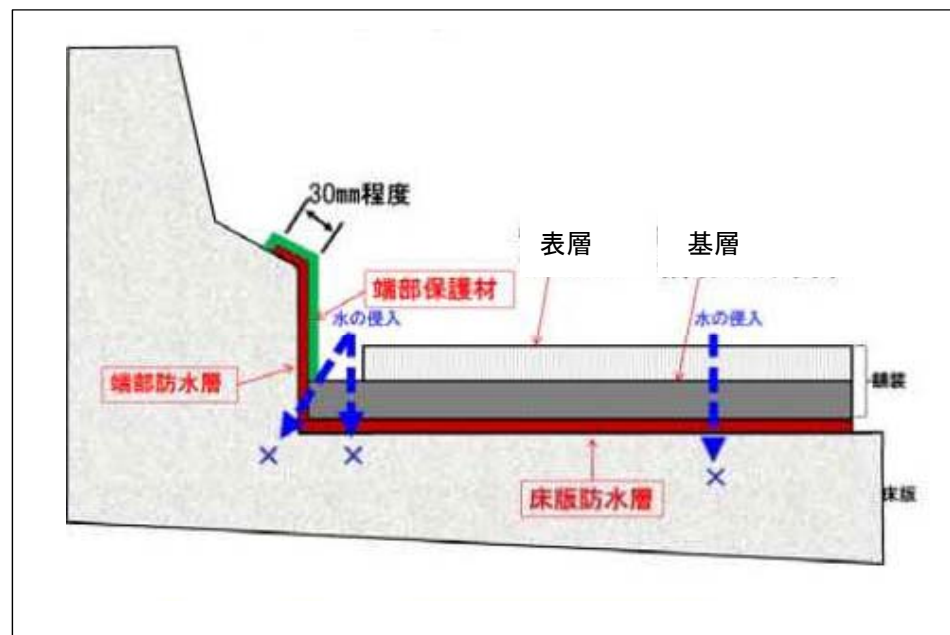 30mm程度
表層
基層
端部保護材
水の侵入
水の侵入
端部防水層
舗装
×
×
×
床版防水層
床版